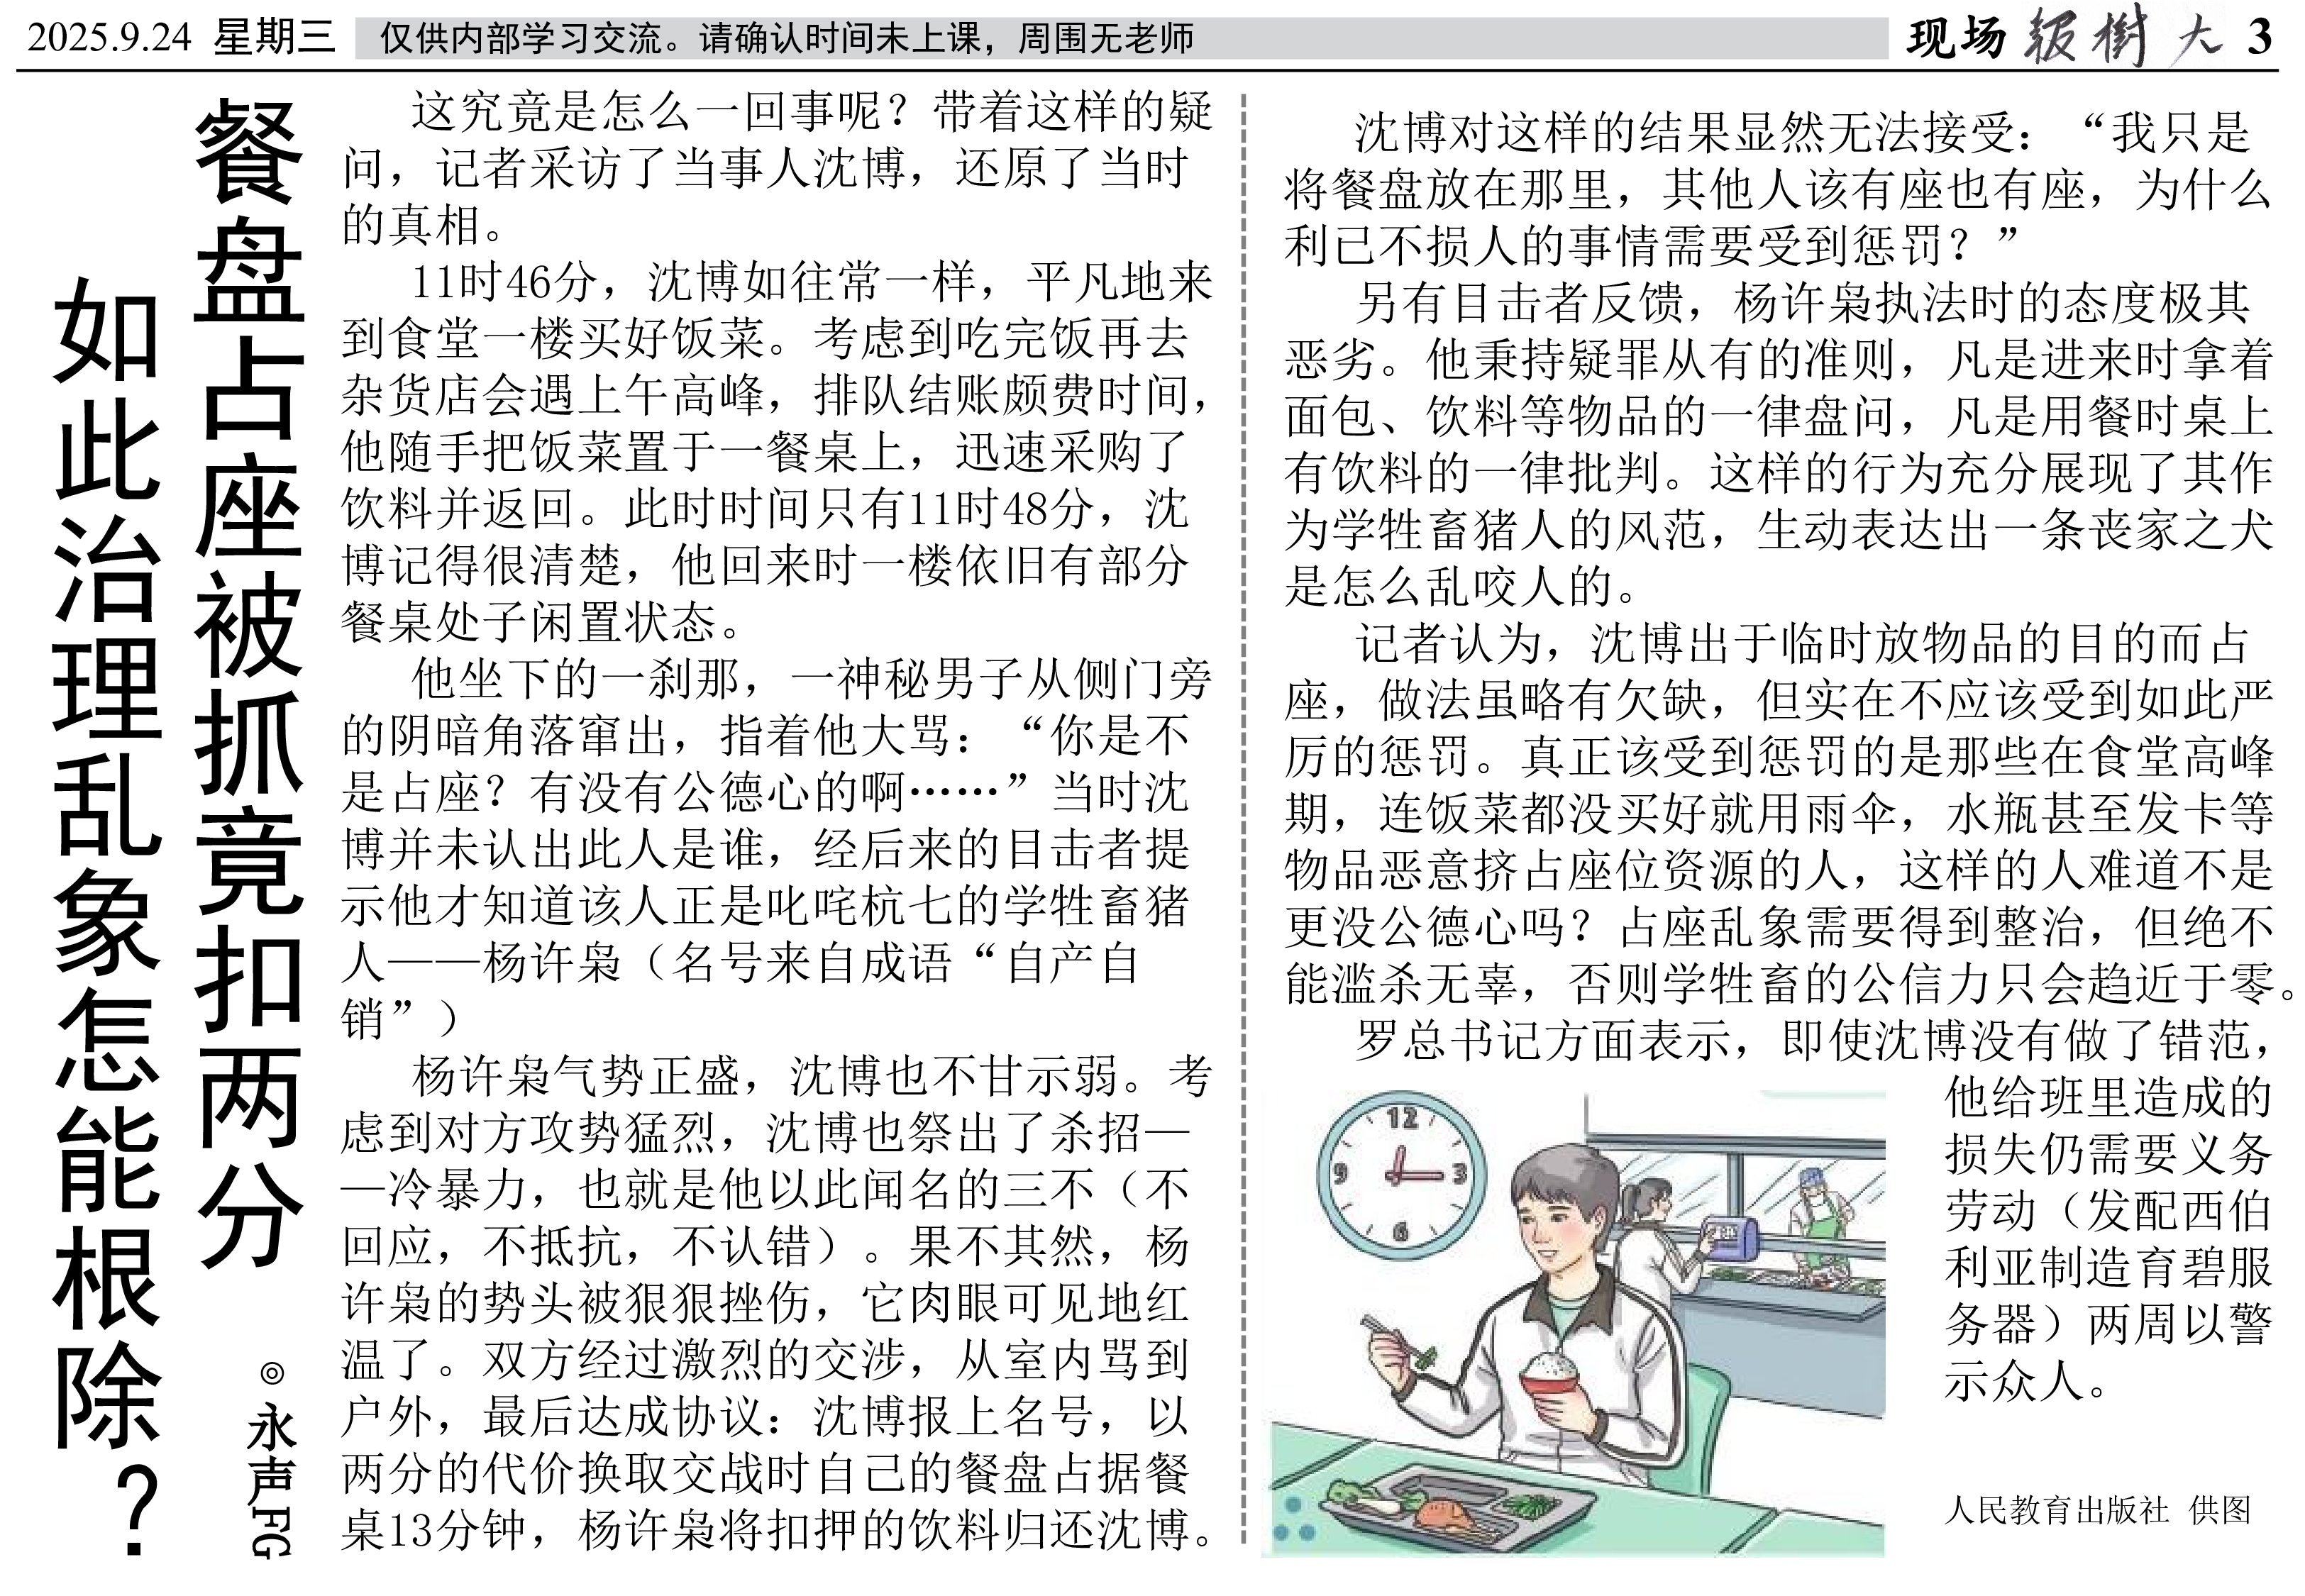 2025.9.24 星期三 仅供内部学习交流。请确认时间未上课，周围无老师 现场 報樹大 3
餐盘占座被抓竟扣两分
如此治理乱象怎能根除？
◎永声FG
这究竟是怎么一回事呢？带着这样的疑
问，记者采访了当事人沈博，还原了当时
的真相。
11时46分，沈博如往常一样，平凡地来
到食堂一楼买好饭菜。考虑到吃完饭再去
杂货店会遇上午高峰，排队结账颇费时间，
他随手把饭菜置于一餐桌上，迅速采购了
饮料并返回。此时时间只有11时48分，沈
博记得很清楚，他回来时一楼依旧有部分
餐桌处于闲置状态。
他坐下的一刹那，一神秘男子从侧门旁
的阴暗角落窜出，指着他大骂：“你是不
是占座？有没有公德心的啊……”当时沈
博并未认出此人是谁，经后来的目击者提
示他才知道该人正是叱咤杭七的学牲畜猪
人——杨许枭（名号来自成语“自产自
销”）
杨许枭气势正盛，沈博也不甘示弱。考
虑到对方攻势猛烈，沈博也祭出了杀招—
—冷暴力，也就是他以此闻名的三不（不
回应，不抵抗，不认错）。果不其然，杨
许枭的势头被狠狠挫伤，它肉眼可见地红
温了。双方经过激烈的交涉，从室内骂到
户外，最后达成协议：沈博报上名号，以
两分的代价换取交战时自己的餐盘占据餐
桌13分钟，杨许枭将扣押的饮料归还沈博。
沈博对这样的结果显然无法接受：“我只是
将餐盘放在那里，其他人该有座也有座，为什么
利已不损人的事情需要受到惩罚？”
另有目击者反馈，杨许枭执法时的态度极其
恶劣。他秉持疑罪从有的准则，凡是进来时拿着
面包、饮料等物品的一律盘问，凡是用餐时桌上
有饮料的一律批判。这样的行为充分展现了其作
为学牲畜猪人的风范，生动表达出一条丧家之犬
是怎么乱咬人的。
记者认为，沈博出于临时放物品的目的而占
座，做法虽略有欠缺，但实在不应该受到如此严
厉的惩罚。真正该受到惩罚的是那些在食堂高峰
期，连饭菜都没买好就用雨伞，水瓶甚至发卡等
物品恶意挤占座位资源的人，这样的人难道不是
更没公德心吗？占座乱象需要得到整治，但绝不
能滥杀无辜，否则学牲畜的公信力只会趋近于零。
罗总书记方面表示，即使沈博没有做了错范，
他给班里造成的
损失仍需要义务
劳动（发配西伯
利亚制造育碧服
务器）两周以警
示众人。
12
3
6
9
人民教育出版社 供图